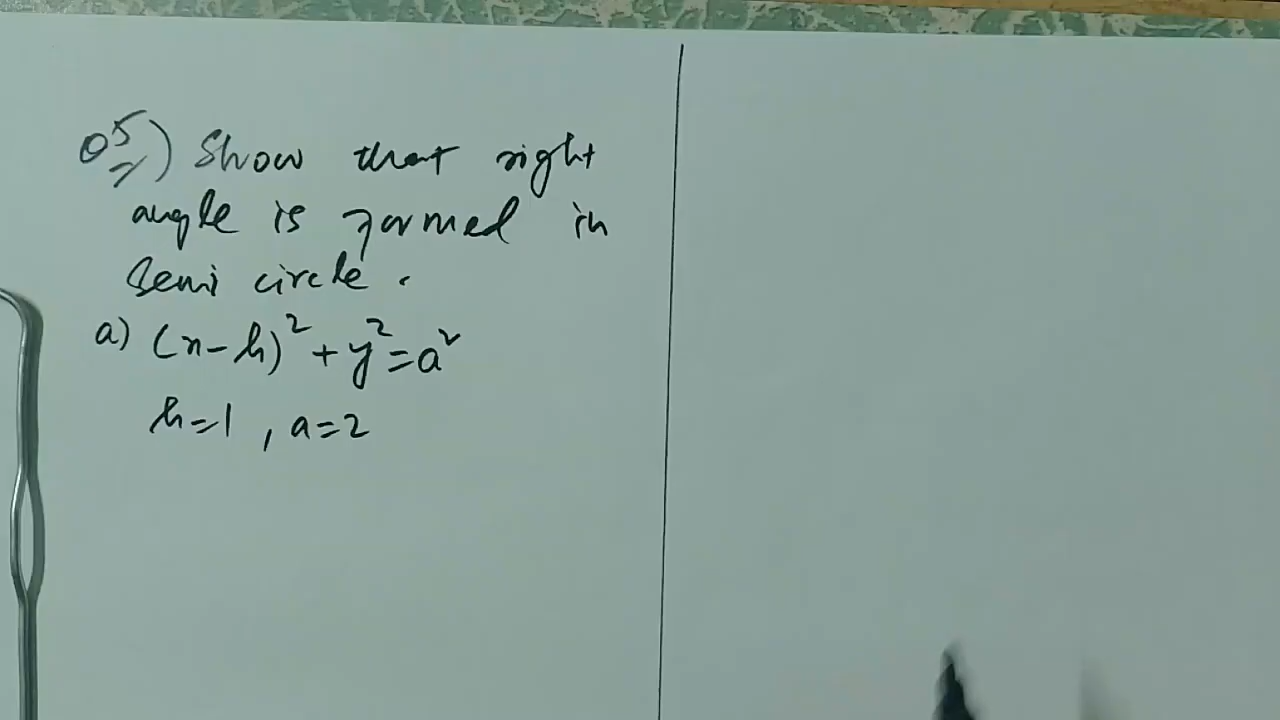 Q5) Show that right
angle is formed in
Semi circle.
a) (x-h)²+y²=a²
h=1, a=2